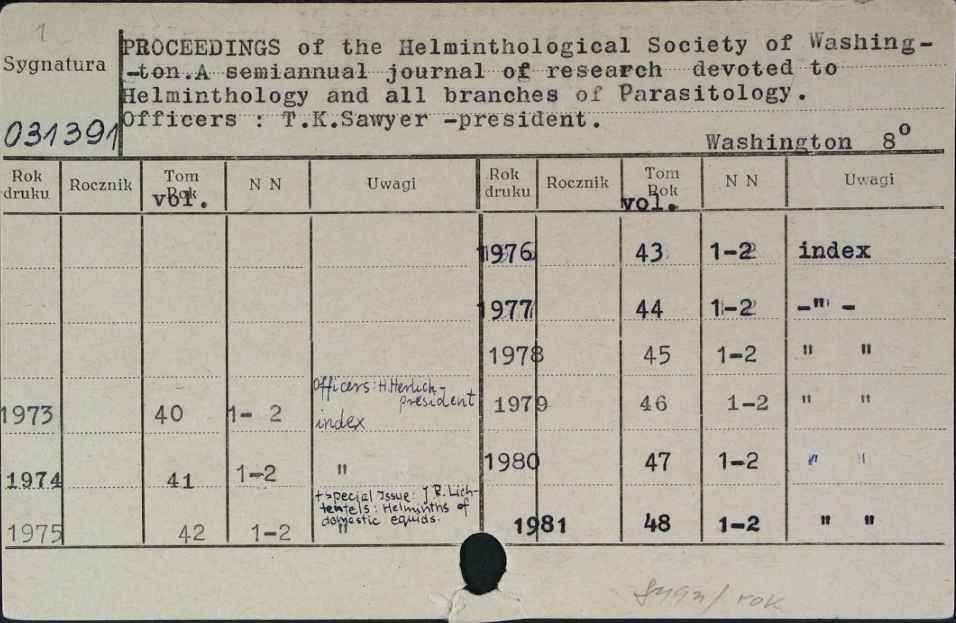 1
Sygnatura
031391
PROCEEDINGS of the Helminthological Society of Washing-
-ton.A semiannual journal of research devoted to
Helminthology and all branches of Parasitology.
Officers : T.K.Sawyer -president.
Washington 8°
Rok druku Rocznik Tom Rok vol. N N Uwagi Rok druku Rocznik Tom Rok vol. N N Uwagi
1976 43 1-2 index
1977 44 1-2 -" -
1978 45 1-2 " "
Officers: H.Herlich-
president
1973 40 1- 2 index
1979 46 1-2 " "
1974 41 1-2 "
1980 47 1-2 " "
+Special Issue: J.R.Lich-
tenfels: Helminths of
domestic equids.
1975 42 1-2 "
1981 48 1-2 " "
rok